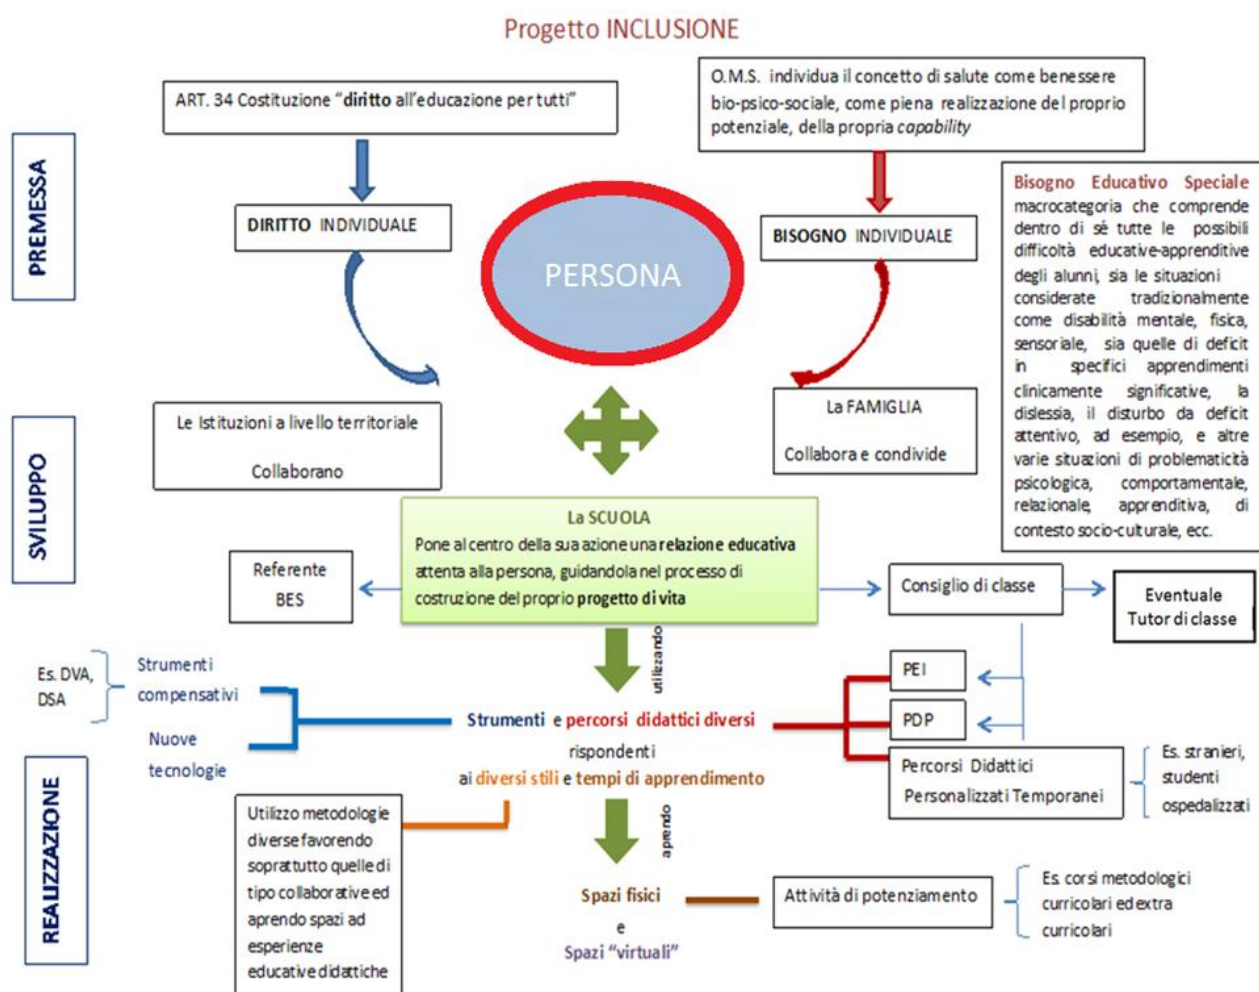 Progetto INCLUSIONE
ART. 34 Costituzione “diritto all’educazione per tutti”
O.M.S. individua il concetto di salute come benessere
bio-psico-sociale, come piena realizzazione del proprio
potenziale, della propria capability
PREMESSA
DIRITTO INDIVIDUALE
PERSONA
BISOGNO INDIVIDUALE
Bisogno Educativo Speciale
macrocategoria che comprende
dentro di sé tutte le possibili
difficoltà educative-apprenditive
degli alunni, sia le situazioni
considerate tradizionalmente
come disabilità mentale, fisica,
sensoriale, sia quelle di deficit
in specifici apprendimenti
clinicamente significative, la
dislessia, il disturbo da deficit
attentivo, ad esempio, e altre
varie situazioni di problematicità
psicologica, comportamentale,
relazionale, apprenditiva, di
contesto socio-culturale, ecc.
SVILUPPO
Le Istituzioni a livello territoriale
Collaborano
La FAMIGLIA
Collabora e condivide
La SCUOLA
Pone al centro della sua azione una relazione educativa
attenta alla persona, guidandola nel processo di
costruzione del proprio progetto di vita
Referente
BES
Consiglio di classe
Eventuale
Tutor di classe
utilizzando
REALIZZAZIONE
Es. DVA,
DSA
Strumenti
compensativi
Nuove
tecnologie
Strumenti e percorsi didattici diversi
rispondenti
ai diversi stili e tempi di apprendimento
PEI
PDP
Percorsi Didattici
Personalizzati Temporanei
Es. stranieri,
studenti
ospedalizzati
Utilizzo metodologie
diverse favorendo
soprattutto quelle di
tipo collaborative ed
aprendo spazi ad
esperienze
educative didattiche
aprendo
Spazi fisici
e
Spazi “virtuali”
Attività di potenziamento
Es. corsi metodologici
curricolari ed extra
curricolari